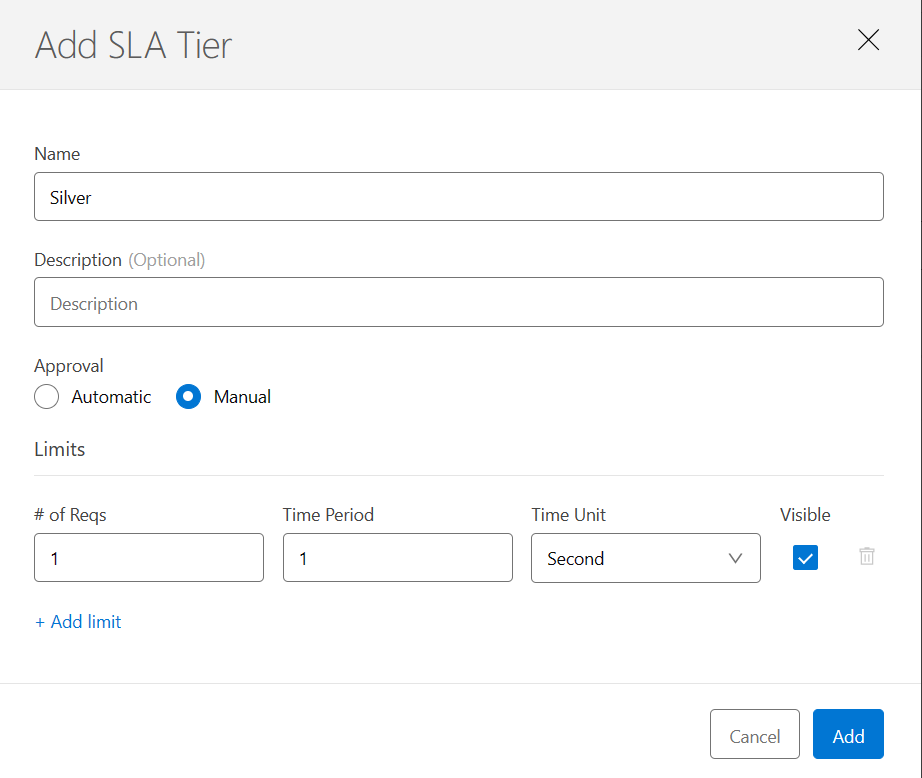 Add SLA Tier
Name
Silver
Description (Optional)
Description
Approval
Automatic Manual
Limits
# of Reqs Time Period Time Unit Visible
1 1 Second
+ Add limit
Cancel Add